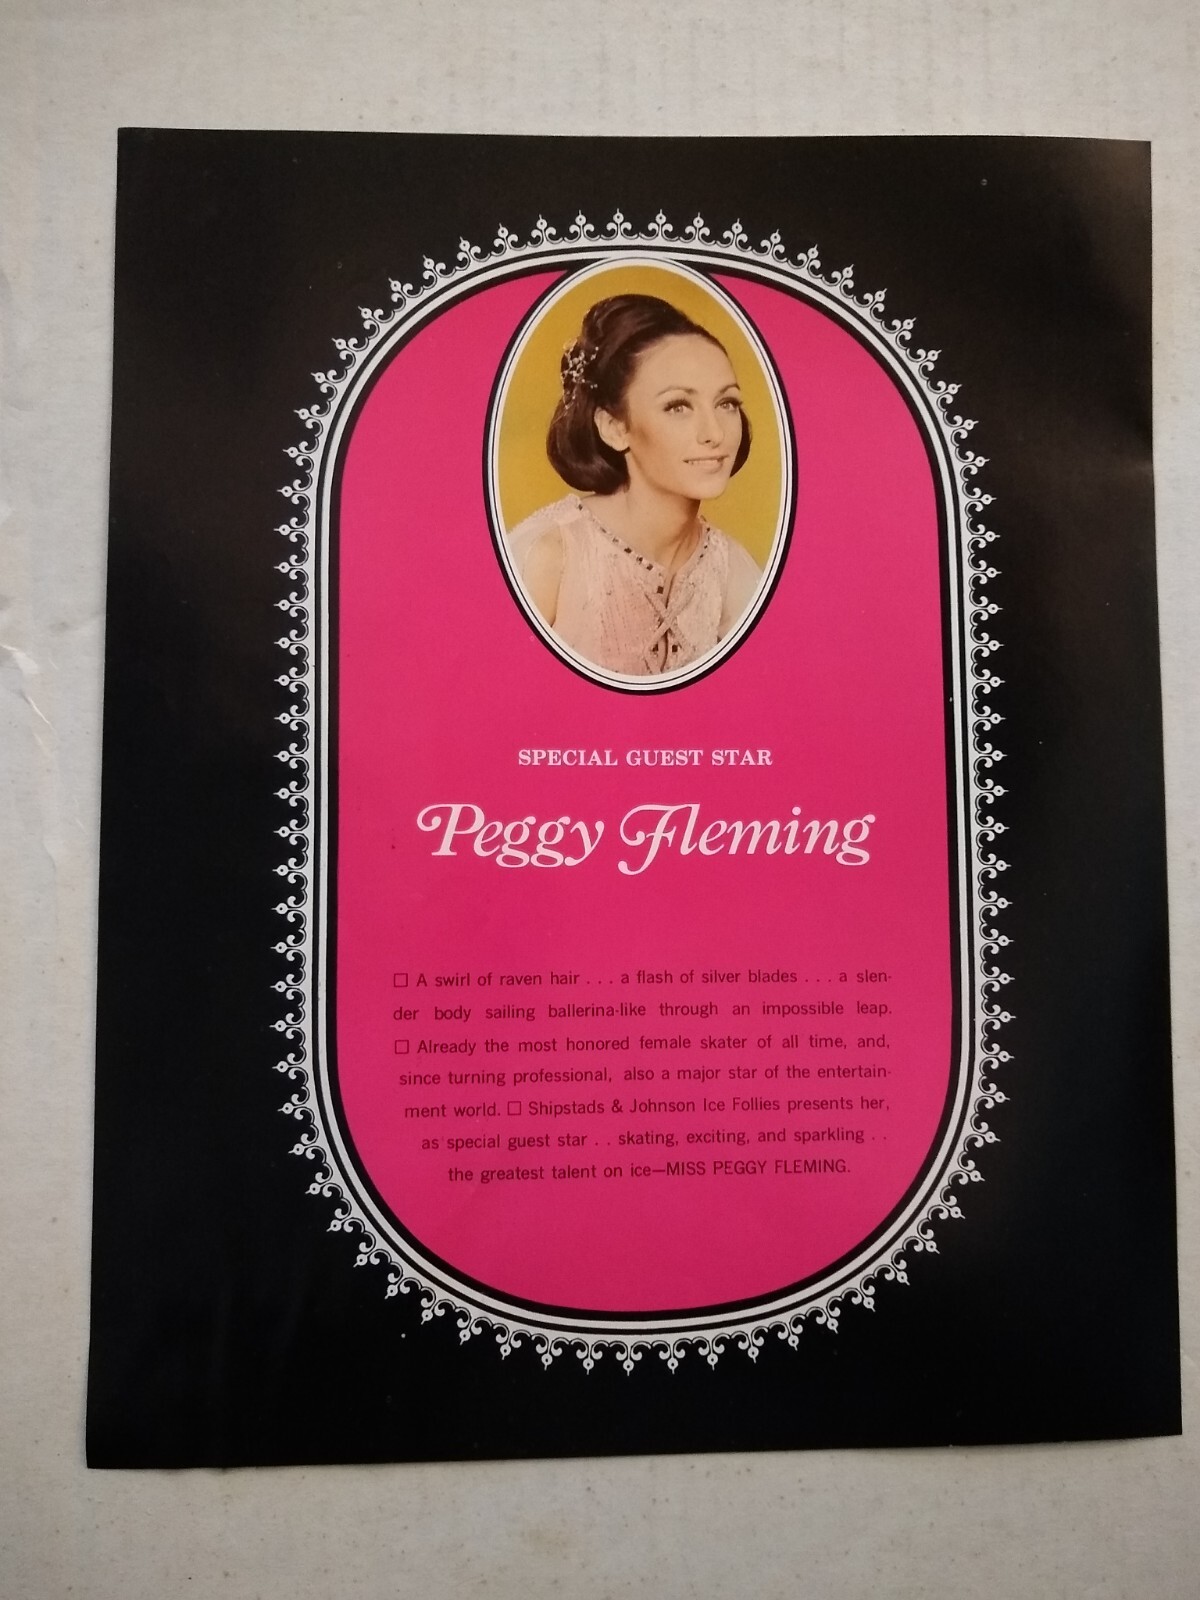 SPECIAL GUEST STAR
Peggy Fleming
□ A swirl of raven hair . . . a flash of silver blades . . . a slen-
der body sailing ballerina-like through an impossible leap.
□ Already the most honored female skater of all time, and,
since turning professional, also a major star of the entertain-
ment world. □ Shipstads & Johnson Ice Follies presents her,
as special guest star . . skating, exciting, and sparkling . .
the greatest talent on ice—MISS PEGGY FLEMING.